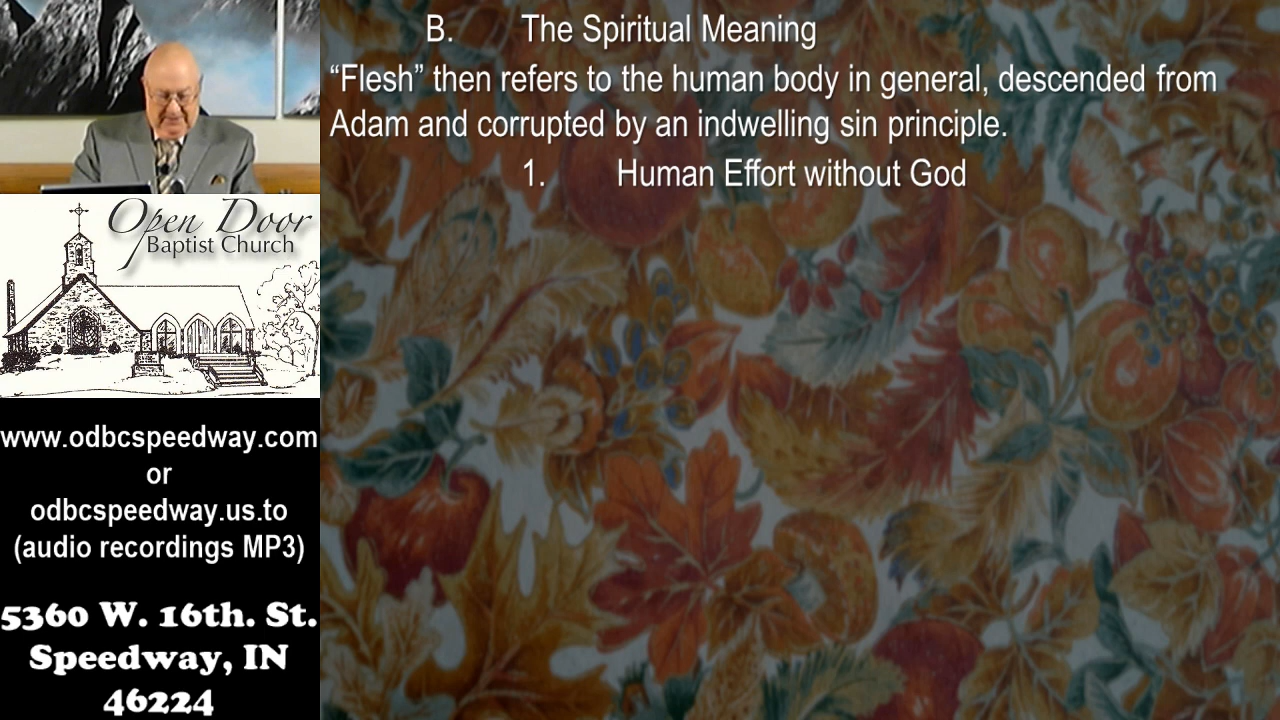 B. The Spiritual Meaning
“Flesh” then refers to the human body in general, descended from
Adam and corrupted by an indwelling sin principle.
1. Human Effort without God
Open Door
Baptist Church
www.odbcspeedway.com
or
odbcspeedway.us.to
(audio recordings MP3)
5360 W. 16th. St.
Speedway, IN
46224